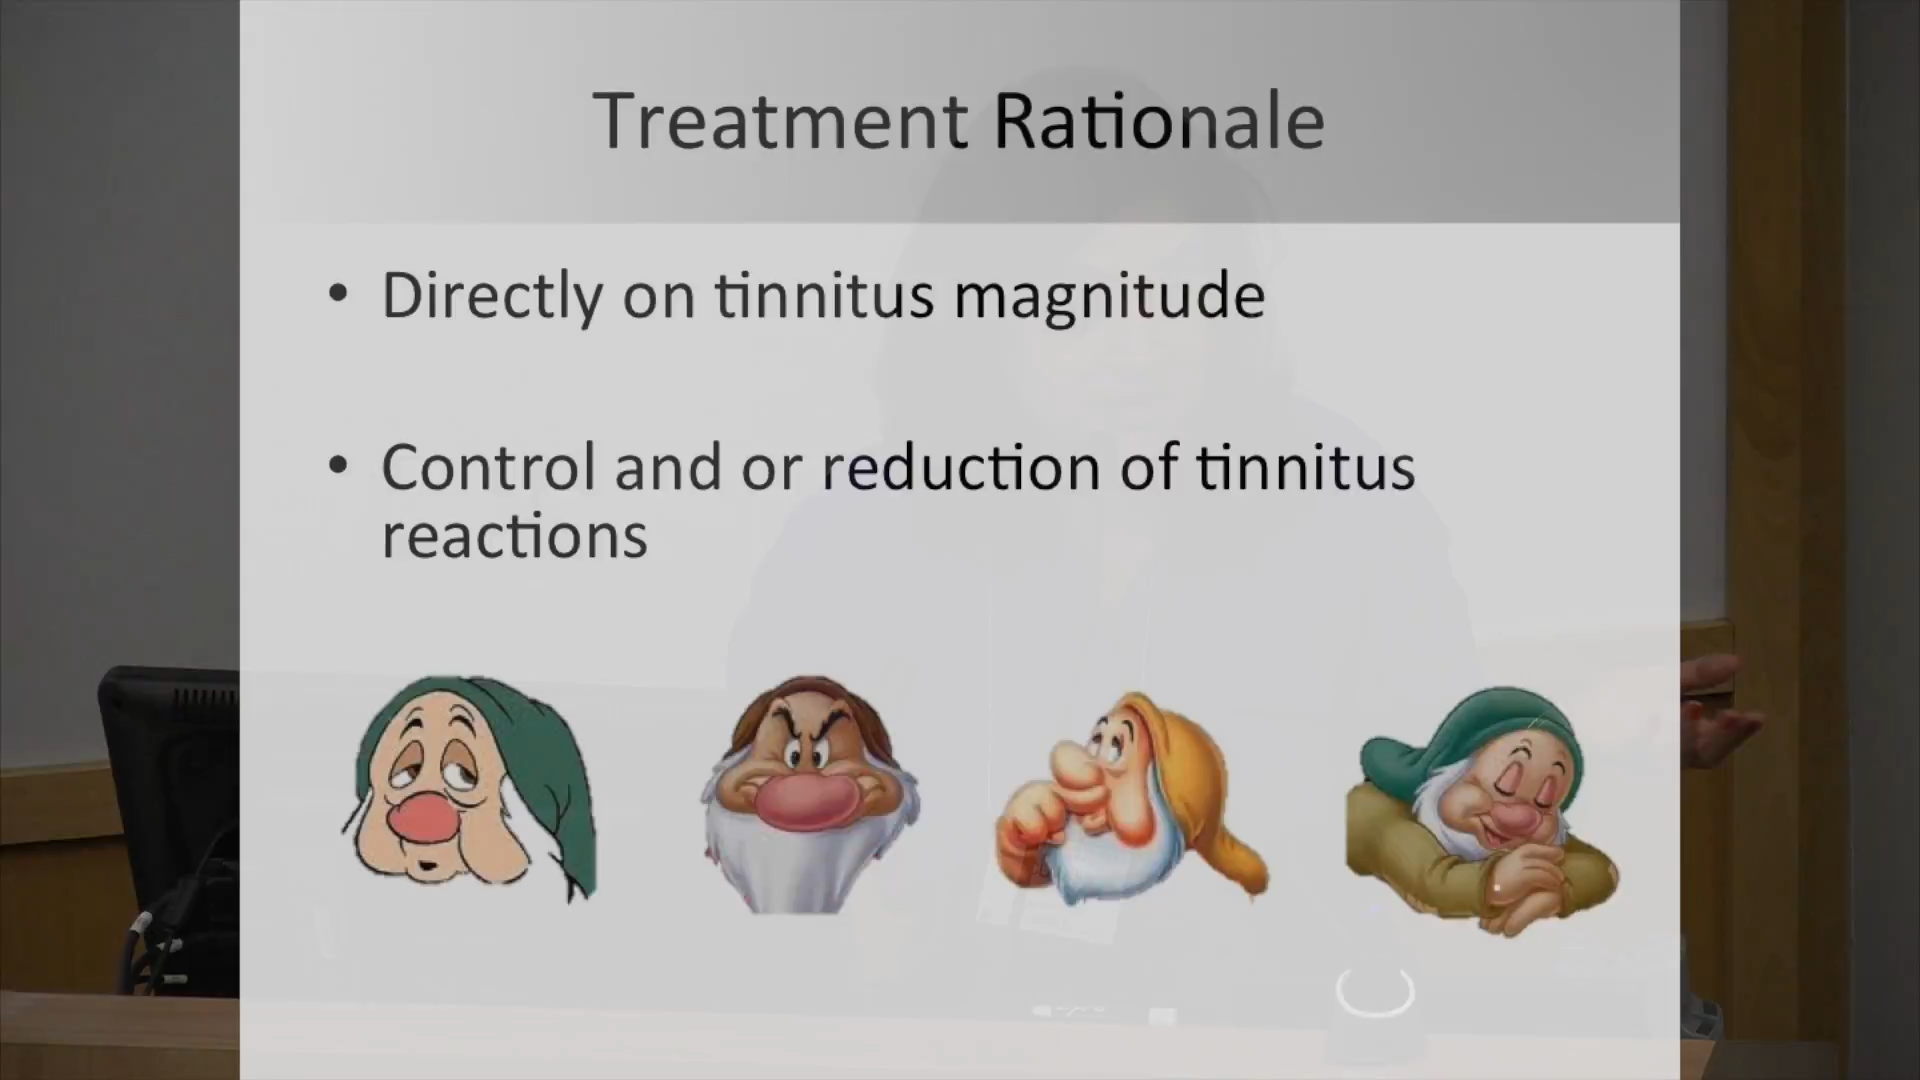 Treatment Rationale
• Directly on tinnitus magnitude
• Control and or reduction of tinnitus
reactions